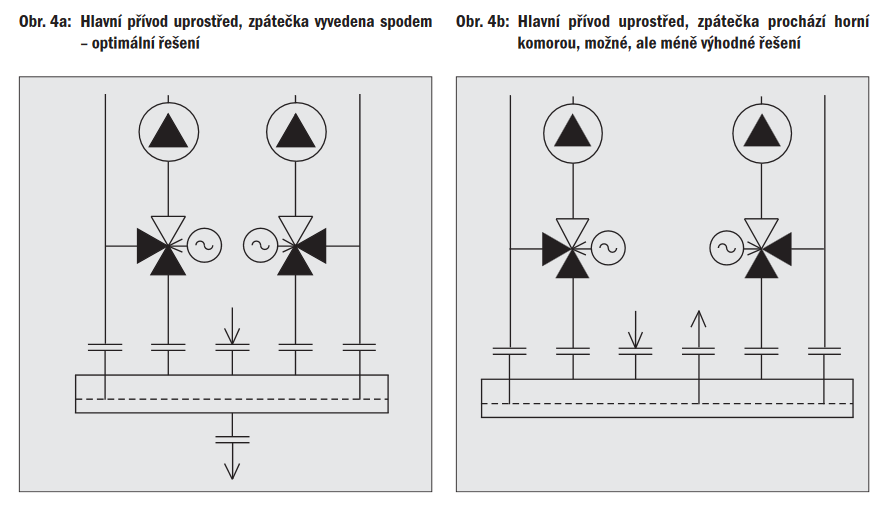 Obr. 4a: Hlavní přívod uprostřed, zpátečka vyvedena spodem
– optimální řešení
Obr. 4b: Hlavní přívod uprostřed, zpátečka prochází horní
komorou, možné, ale méně výhodné řešení